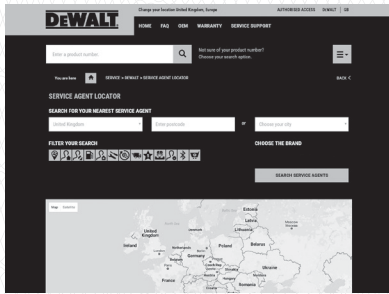 Change your location United Kingdom, Europe
AUTHORISED ACCESS DEWALT GB
DEWALT
HOME FAQ OEM WARRANTY SERVICE SUPPORT
Enter a product number
Not sure of your product number?
Choose your search option.
You are here
SERVICE » DEWALT » SERVICE AGENT LOCATOR
BACK <
SERVICE AGENT LOCATOR
SEARCH FOR YOUR NEAREST SERVICE AGENT
United Kingdom
Enter postcode
or
Choose your city
FILTER YOUR SEARCH
CHOOSE THE BRAND
SEARCH SERVICE AGENTS
Map
Estonia
Latvia
Lithuania
United Kingdom
Ireland
Netherlands
Poland
Belarus
Germany
Ukraine
France
Hungary
Romania